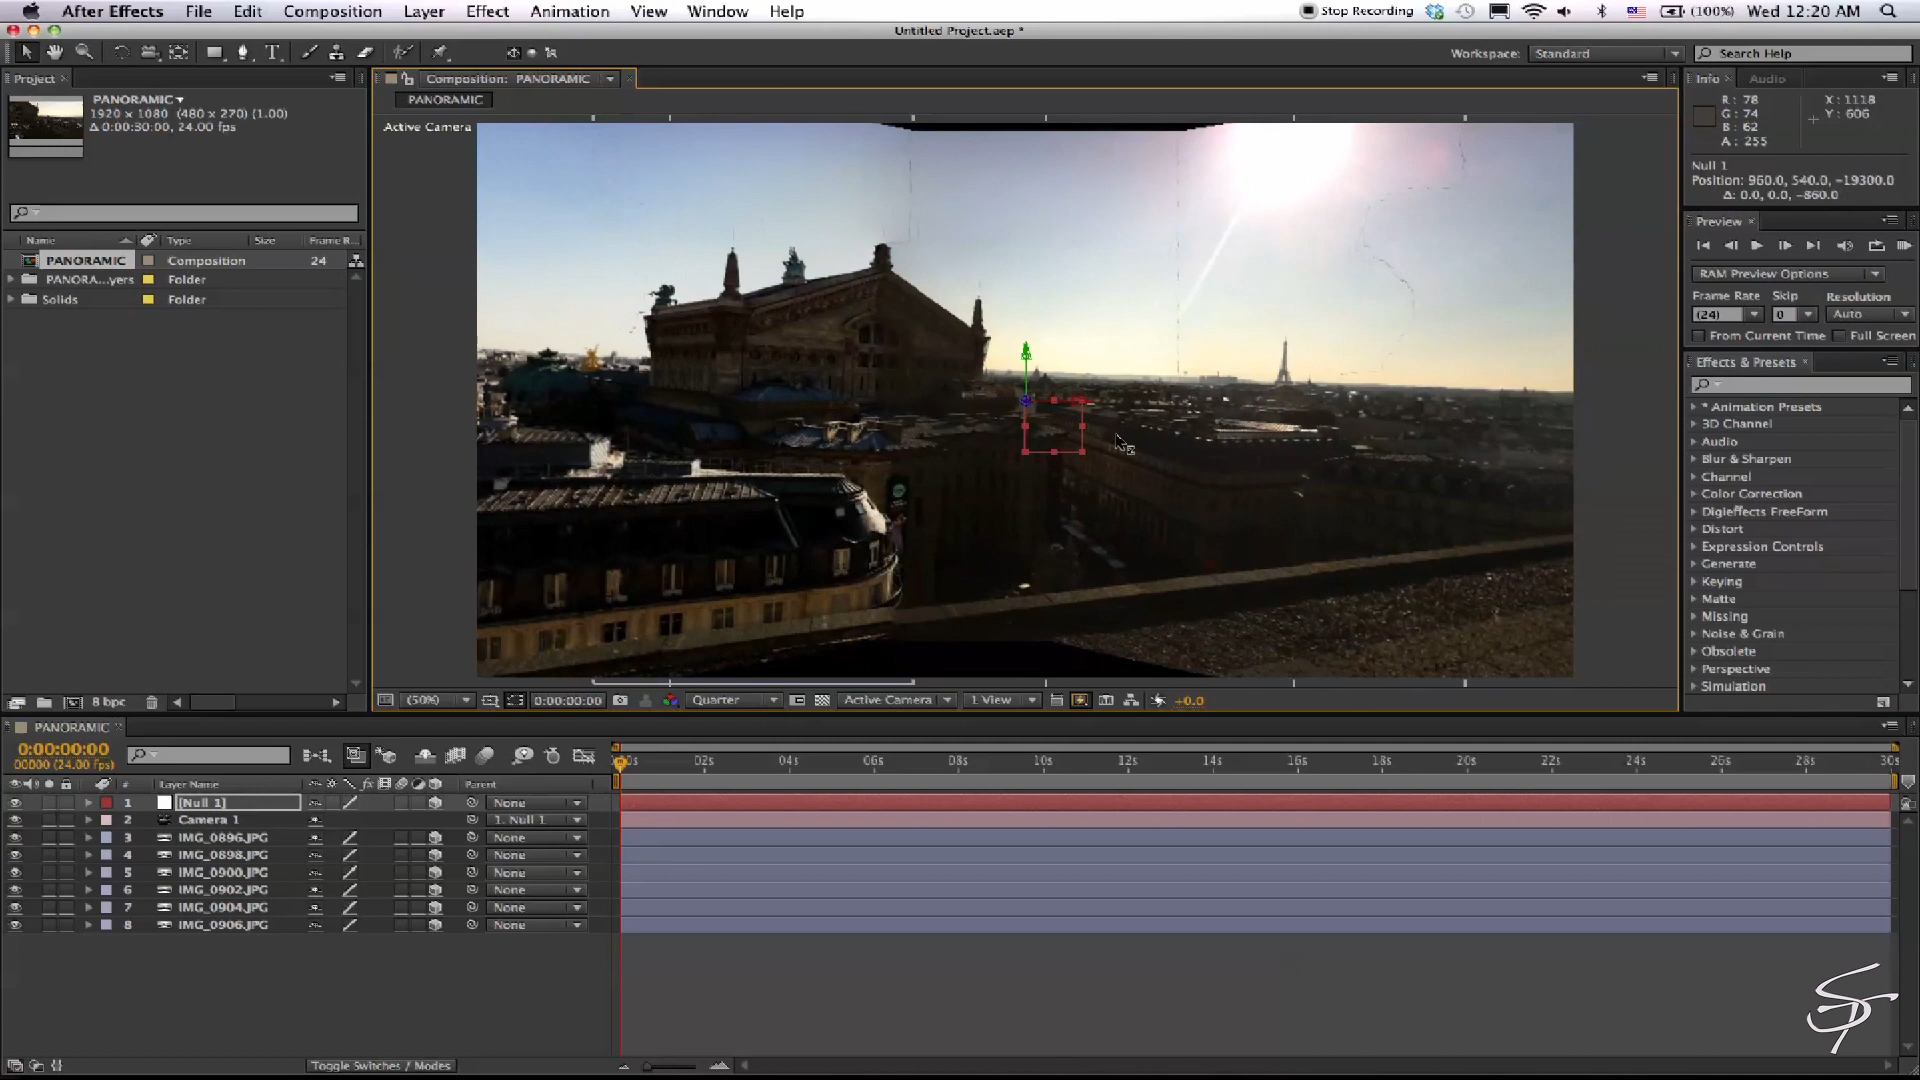 After Effects File Edit Composition Layer Effect Animation View Window Help
Stop Recording (100%) Wed 12:20 AM
Untitled Project.aep *
Workspace: Standard
Search Help
Project
PANORAMIC
1920 x 1080 (480 x 270) (1.00)
Δ 0:00:30:00, 24.00 fps
Name Type Size Frame R...
PANORAMIC Composition 24
PANORA...yers Folder
Solids Folder
8 bpc
Composition: PANORAMIC
PANORAMIC
Active Camera
(50%) 0:00:00:00 Quarter Active Camera 1 View +0.0
Info Audio
R: 78 X: 1118
G: 74 Y: 606
B: 62
A: 255
Null 1
Position: 960.0, 540.0, -19300.0
Δ: 0.0, 0.0, -860.0
Preview
RAM Preview Options
Frame Rate Skip Resolution
(24) 0 Auto
From Current Time Full Screen
Effects & Presets
* Animation Presets
3D Channel
Audio
Blur & Sharpen
Channel
Color Correction
Digieffects FreeForm
Distort
Expression Controls
Generate
Keying
Matte
Missing
Noise & Grain
Obsolete
Perspective
Simulation
PANORAMIC
0:00:00:00
00000 (24.00 fps)
02s 04s 06s 08s 10s 12s 14s 16s 18s 20s 22s 24s 26s 28s 30s
# Layer Name Parent
1 [Null 1] None
2 Camera 1 1. Null 1
3 IMG_0896.JPG None
4 IMG_0898.JPG None
5 IMG_0900.JPG None
6 IMG_0902.JPG None
7 IMG_0904.JPG None
8 IMG_0906.JPG None
Toggle Switches / Modes